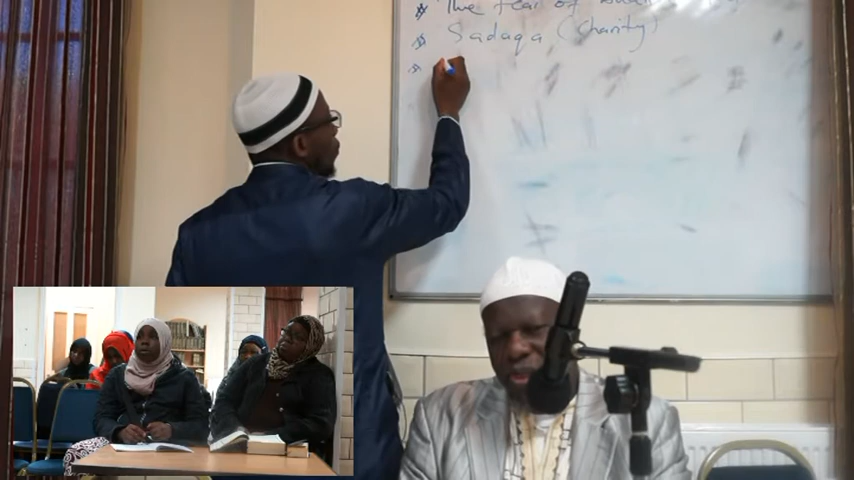 * The fear of
* Sadaqa (Charity)
*